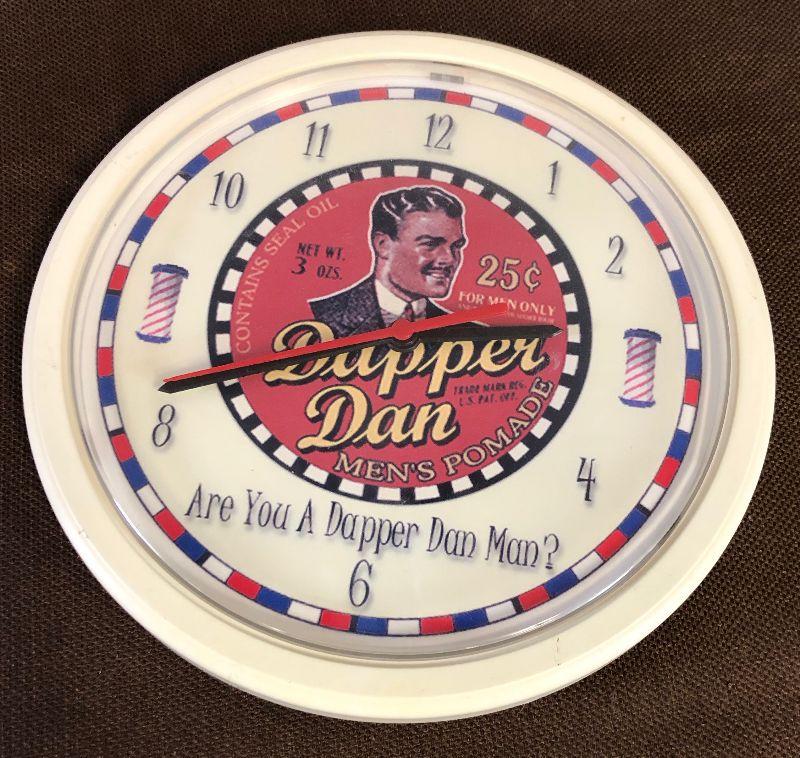 12
1
2
4
6
8
10
11
CONTAINS SEAL OIL
NET WT.
3 OZS.
25¢
FOR MEN ONLY
Dapper
Dan
TRADE MARK REG.
U.S. PAT. OFF.
MEN'S POMADE
Are You A Dapper Dan Man?